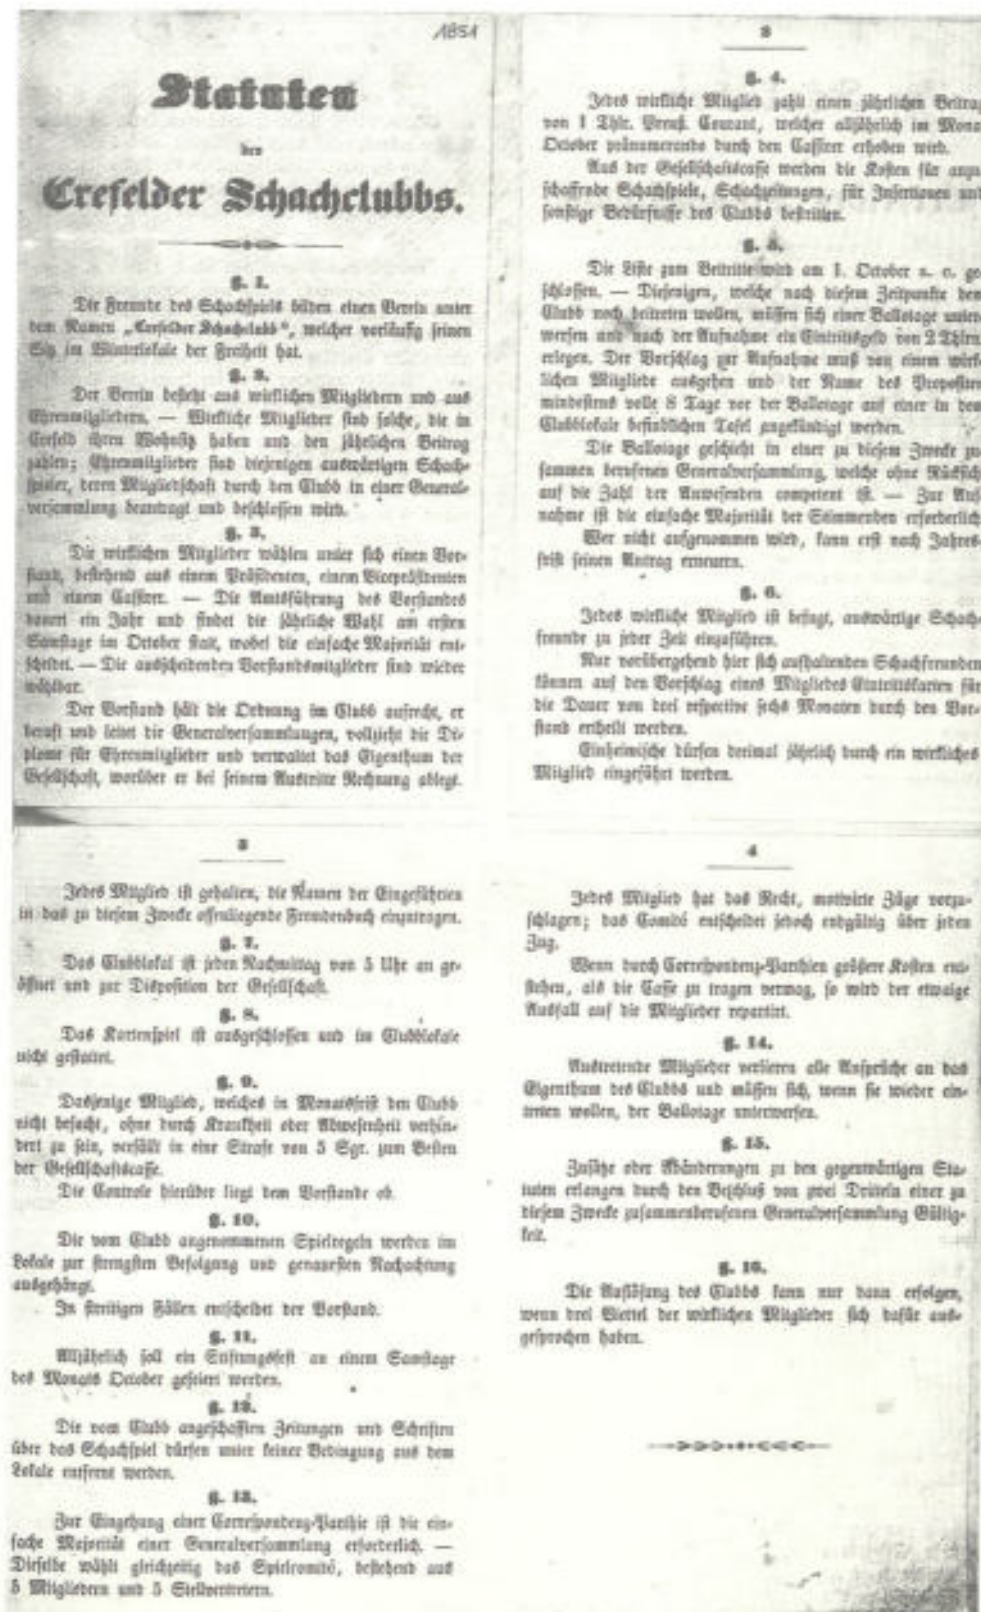 1851
Statuten
des
Crefelder Schachclubbs.
§. 1.
Die Freunde des Schachspiels bilden einen Verein unter
dem Namen „Crefelder Schachclubb“, welcher vorläufig seinen
Sitz im Winterlokale der Freiheit hat.
§. 2.
Der Verein besteht aus wirklichen Mitgliedern und aus
Ehrenmitgliedern. — Wirkliche Mitglieder sind solche, die in
Crefeld ihren Wohnsitz haben und den jährlichen Beitrag
zahlen; Ehrenmitglieder sind diejenigen auswärtigen Schach-
spieler, deren Mitgliedschaft durch den Clubb in einer General-
versammlung beantragt und beschlossen wird.
§. 3.
Die wirklichen Mitglieder wählen unter sich einen Vor-
stand, bestehend aus einem Präsidenten, einem Vicepräsidenten
und einem Cassirer. — Die Amtsführung des Vorstandes
dauert ein Jahr und findet die jährliche Wahl am ersten
Samstage im October statt, wobei die einfache Majorität ent-
scheidet. — Die ausscheidenden Vorstandsmitglieder sind wieder
wählbar.
Der Vorstand hält die Ordnung im Clubb aufrecht, er
beruft und leitet die Generalversammlungen, vollzieht die Di-
plome für Ehrenmitglieder und verwaltet das Eigenthum der
Gesellschaft, worüber er bei seinem Austritte Rechnung ablegt.
2
§. 4.
Jedes wirkliche Mitglied zahlt einen jährlichen Beitrag
von 1 Thlr. Preuß. Courant, welcher alljährlich im Mona
October pränumerando durch den Cassirer erhoben wird.
Aus der Gesellschaftscasse werden die Kosten für anzu
schaffende Schachspiele, Schachzeitungen, für Insertionen und
sonstige Bedürfnisse des Clubbs bestritten.
§. 5.
Die Liste zum Beitritte wird am 1. October a. c. ge
schlossen. — Diejenigen, welche nach diesem Zeitpunkte dem
Clubb noch beitreten wollen, müssen sich einer Ballotage unter
werfen und nach der Aufnahme ein Eintrittsgeld von 2 Thlrn.
erlegen. Der Vorschlag zur Aufnahme muß von einem wirk
lichen Mitgliede ausgehen und der Name des Proposten
mindestens volle 8 Tage vor der Ballotage auf einer in dem
Clubblokale befindlichen Tafel angekündigt werden.
Die Ballotage geschieht in einer zu diesem Zwecke zu
sammen berufenen Generalversammlung, welche ohne Rücksich
auf die Zahl der Anwesenden competent ist. — Zur Auf
nahme ist die einfache Majorität der Stimmenden erforderlich
Wer nicht aufgenommen wird, kann erst nach Jahres-
frist seinen Antrag erneuern.
§. 6.
Jedes wirkliche Mitglied ist befugt, auswärtige Schach
freunde zu jeder Zeit einzuführen.
Nur vorübergehend hier sich aufhaltenden Schachfreunden
können auf den Vorschlag eines Mitgliedes Eintrittskarten für
die Dauer von drei respective sechs Monaten durch den Vor-
stand ertheilt werden.
Einheimische dürfen dreimal jährlich durch ein wirkliches
Mitglied eingeführt werden.
3
Jedes Mitglied ist gehalten, die Namen der Eingeführten
in das zu diesem Zwecke offenliegende Fremdenbuch einzutragen.
§. 7.
Das Clubblokal ist jeden Nachmittag von 5 Uhr an ge-
öffnet und zur Disposition der Gesellschaft.
§. 8.
Das Kartenspiel ist ausgeschlossen und im Clubblokale
nicht gestattet.
§. 9.
Dasjenige Mitglied, welches in Monatsfrist den Clubb
nicht besucht, ohne durch Krankheit oder Abwesenheit verhin-
dert zu sein, verfällt in eine Strafe von 5 Sgr. zum Besten
der Gesellschaftscasse.
Die Controle hierüber liegt dem Vorstande ob.
§. 10.
Die vom Clubb angenommenen Spielregeln werden im
Lokale zur strengsten Befolgung und genauesten Nachachtung
ausgehängt.
In streitigen Fällen entscheidet der Vorstand.
§. 11.
Alljährlich soll ein Stiftungsfest an einem Samstage
des Monats October gefeiert werden.
§. 12.
Die vom Clubb angeschafften Zeitungen und Schriften
über das Schachspiel dürfen unter keiner Bedingung aus dem
Lokale entfernt werden.
§. 13.
Zur Eingehung einer Correspondenz-Parthie ist die ein-
fache Majorität einer Generalversammlung erforderlich. —
Dieselbe wählt gleichzeitig das Spielcomité, bestehend aus
5 Mitgliedern und 5 Stellvertretern.
4
Jedes Mitglied hat das Recht, motivirte Züge vorzu-
schlagen; das Comité entscheidet jedoch endgültig über jeden
Zug.
Wenn durch Correspondenz-Parthien größere Kosten ent-
stehen, als die Casse zu tragen vermag, so wird der etwaige
Ausfall auf die Mitglieder repartirt.
§. 14.
Austretende Mitglieder verlieren alle Ansprüche an das
Eigenthum des Clubbs und müssen sich, wenn sie wieder ein-
treten wollen, der Ballotage unterwerfen.
§. 15.
Zusätze oder Abänderungen zu den gegenwärtigen Sta-
tuten erlangen durch den Beschluß von zwei Dritteln einer zu
diesem Zwecke zusammenberufenen Generalversammlung Gültig-
keit.
§. 16.
Die Auflösung des Clubbs kann nur dann erfolgen,
wenn drei Viertel der wirklichen Mitglieder sich dafür aus-
gesprochen haben.